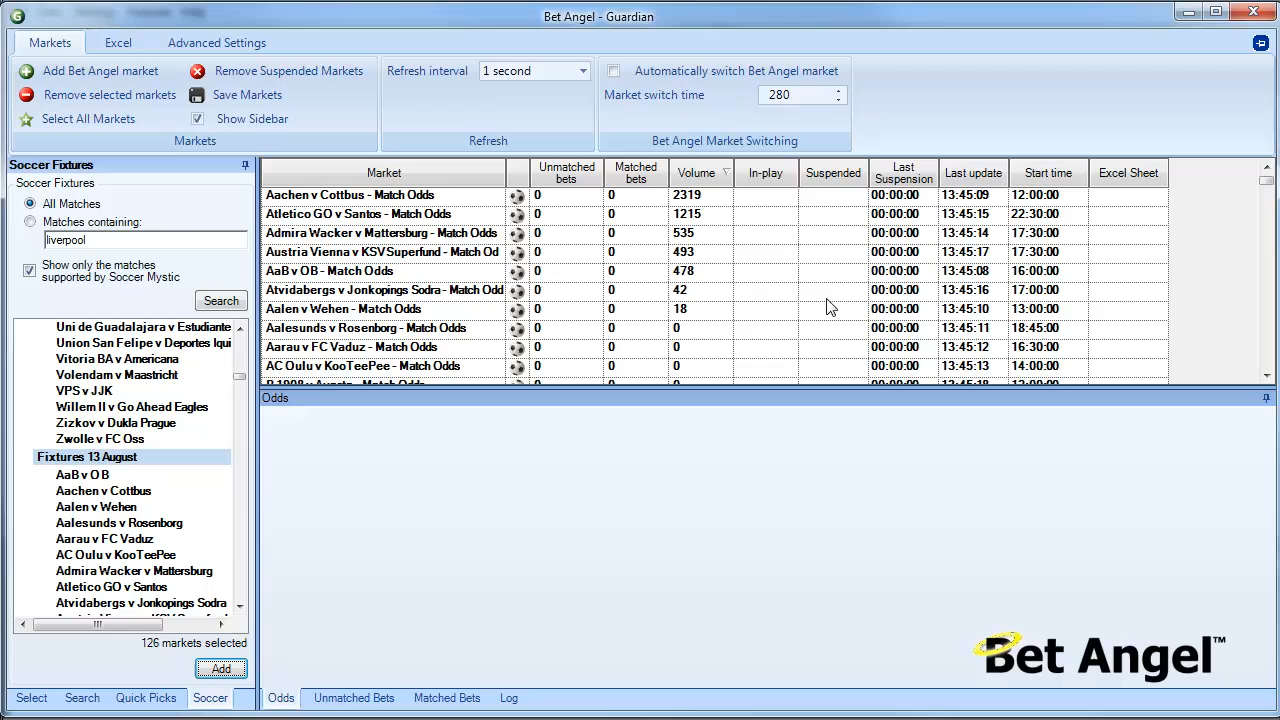 Bet Angel - Guardian
Markets Excel Advanced Settings
Add Bet Angel market Remove Suspended Markets Refresh interval 1 second Automatically switch Bet Angel market
Remove selected markets Save Markets Market switch time 280
Select All Markets Show Sidebar
Markets Refresh Bet Angel Market Switching
Soccer Fixtures
Soccer Fixtures
All Matches
Matches containing:
liverpool
Show only the matches
supported by Soccer Mystic
Search
Uni de Guadalajara v Estudiante
Union San Felipe v Deportes Iqui
Vitoria BA v Americana
Volendam v Maastricht
VPS v JJK
Willem II v Go Ahead Eagles
Zizkov v Dukla Prague
Zwolle v FC Oss
Fixtures 13 August
AaB v O B
Aachen v Cottbus
Aalen v Wehen
Aalesunds v Rosenborg
Aarau v FC Vaduz
AC Oulu v KooTeePee
Admira Wacker v Mattersburg
Atletico GO v Santos
Atvidabergs v Jonkopings Sodra
126 markets selected
Add
Select Search Quick Picks Soccer
Market Unmatched bets Matched bets Volume In-play Suspended Last Suspension Last update Start time Excel Sheet
Aachen v Cottbus - Match Odds 0 0 2319 00:00:00 13:45:09 12:00:00
Atletico GO v Santos - Match Odds 0 0 1215 00:00:00 13:45:15 22:30:00
Admira Wacker v Mattersburg - Match Odds 0 0 535 00:00:00 13:45:14 17:30:00
Austria Vienna v KSV Superfund - Match Od 0 0 493 00:00:00 13:45:17 17:30:00
AaB v OB - Match Odds 0 0 478 00:00:00 13:45:08 16:00:00
Atvidabergs v Jonkopings Sodra - Match Odd 0 0 42 00:00:00 13:45:16 17:00:00
Aalen v Wehen - Match Odds 0 0 18 00:00:00 13:45:10 13:00:00
Aalesunds v Rosenborg - Match Odds 0 0 0 00:00:00 13:45:11 18:45:00
Aarau v FC Vaduz - Match Odds 0 0 0 00:00:00 13:45:12 16:30:00
AC Oulu v KooTeePee - Match Odds 0 0 0 00:00:00 13:45:13 14:00:00
Odds
Bet Angel™
Odds Unmatched Bets Matched Bets Log